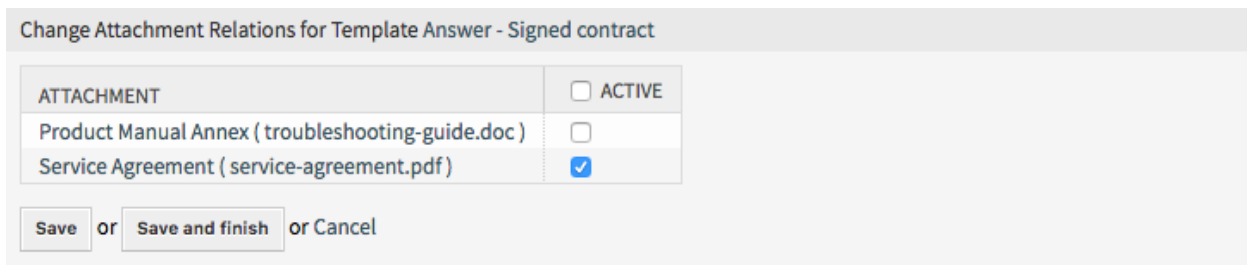 Change Attachment Relations for Template Answer - Signed contract
ATTACHMENT ACTIVE
Product Manual Annex ( troubleshooting-guide.doc )
Service Agreement ( service-agreement.pdf )
Save or Save and finish or Cancel